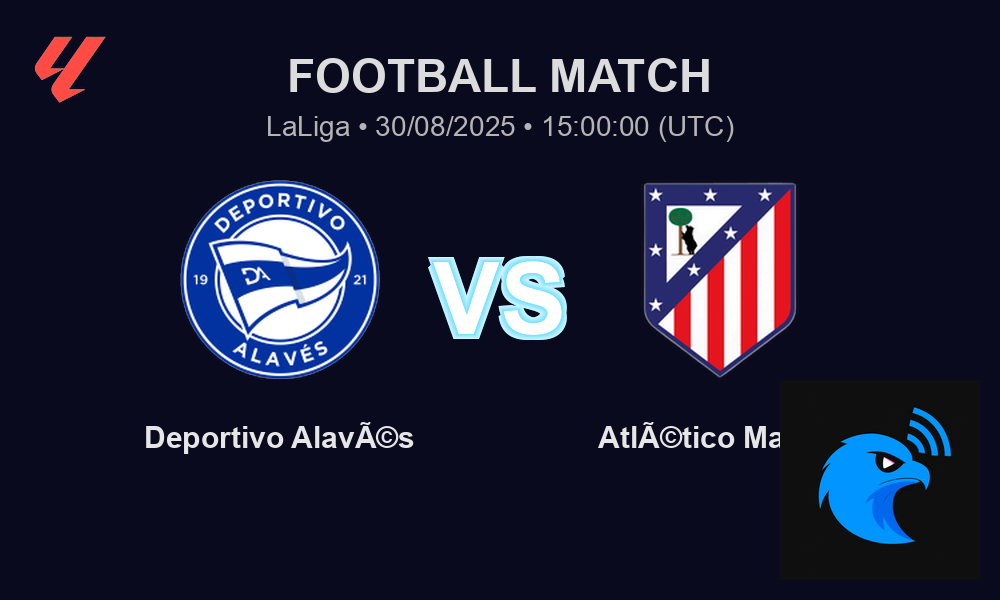 FOOTBALL MATCH
LaLiga • 30/08/2025 • 15:00:00 (UTC)
DEPORTIVO
19 DA 21
ALAVÉS
VS
Deportivo AlavÃ©s
AtlÃ©tico Ma